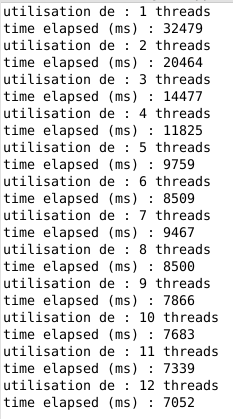 utilisation de : 1 threads
time elapsed (ms) : 32479
utilisation de : 2 threads
time elapsed (ms) : 20464
utilisation de : 3 threads
time elapsed (ms) : 14477
utilisation de : 4 threads
time elapsed (ms) : 11825
utilisation de : 5 threads
time elapsed (ms) : 9759
utilisation de : 6 threads
time elapsed (ms) : 8509
utilisation de : 7 threads
time elapsed (ms) : 9467
utilisation de : 8 threads
time elapsed (ms) : 8500
utilisation de : 9 threads
time elapsed (ms) : 7866
utilisation de : 10 threads
time elapsed (ms) : 7683
utilisation de : 11 threads
time elapsed (ms) : 7339
utilisation de : 12 threads
time elapsed (ms) : 7052